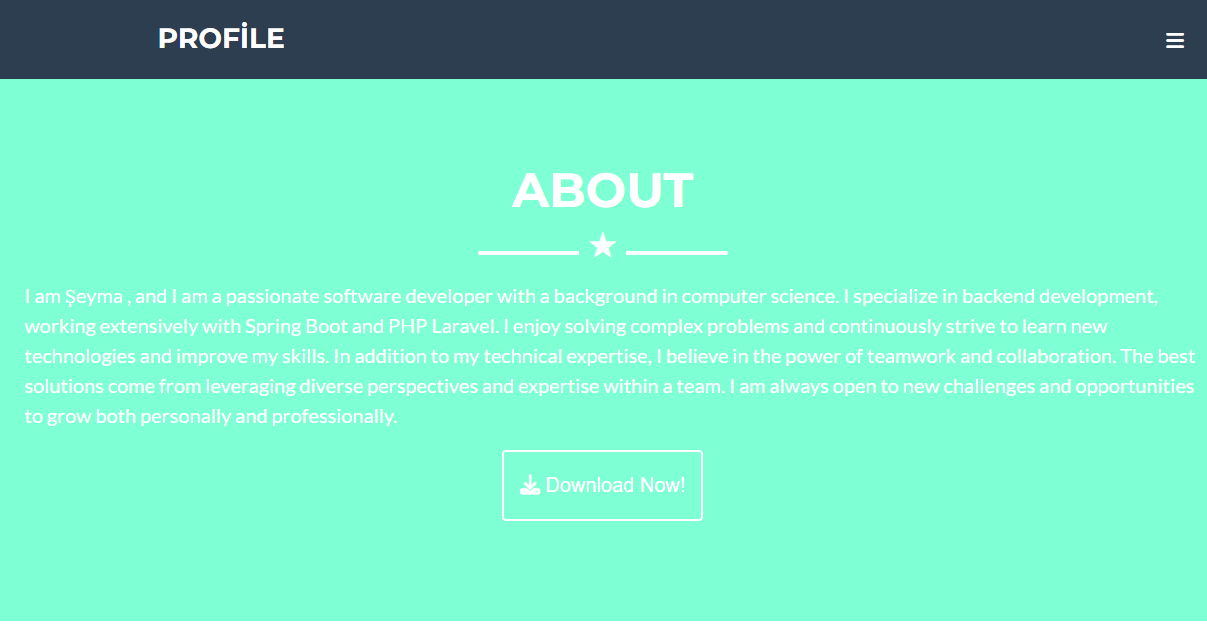 PROFİLE
ABOUT
I am Şeyma , and I am a passionate software developer with a background in computer science. I specialize in backend development,
working extensively with Spring Boot and PHP Laravel. I enjoy solving complex problems and continuously strive to learn new
technologies and improve my skills. In addition to my technical expertise, I believe in the power of teamwork and collaboration. The best
solutions come from leveraging diverse perspectives and expertise within a team. I am always open to new challenges and opportunities
to grow both personally and professionally.
Download Now!